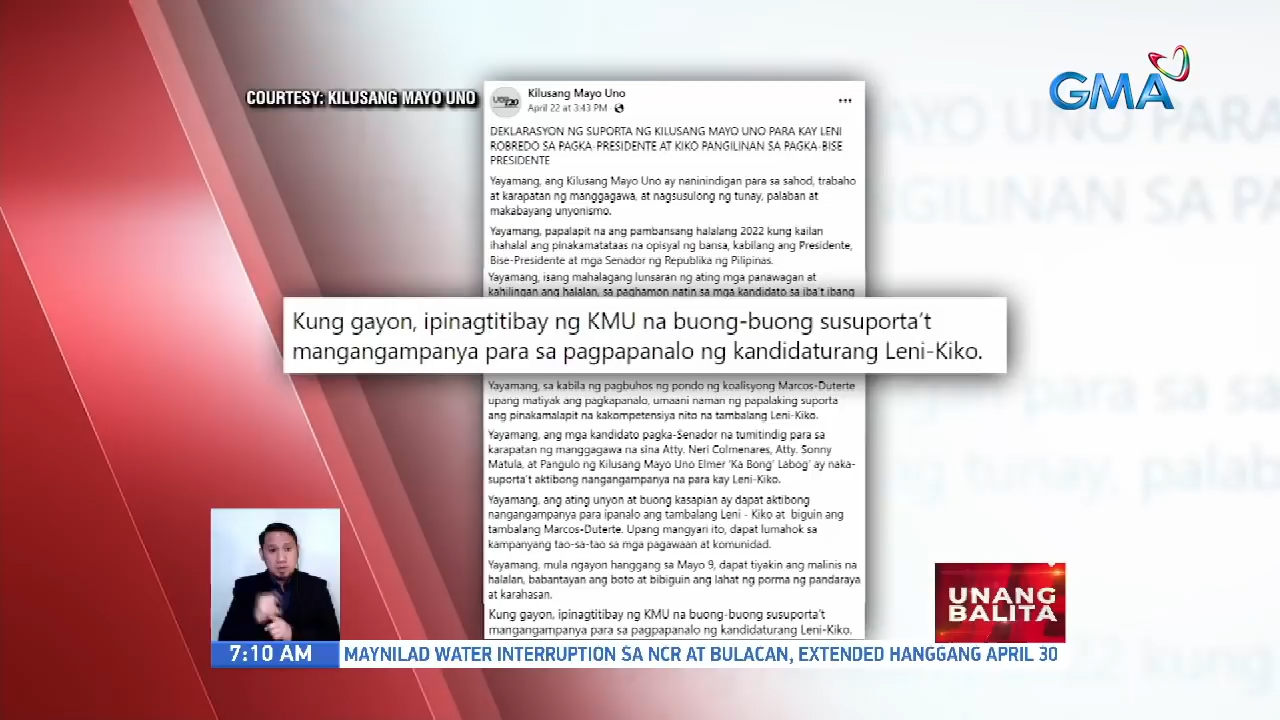 COURTESY: KILUSANG MAYO UNO
GMA
Kilusang Mayo Uno
April 22 at 3:43 PM
DEKLARASYON NG SUPORTA NG KILUSANG MAYO UNO PARA KAY LENI
ROBREDO SA PAGKA-PRESIDENTE AT KIKO PANGILINAN SA PAGKA-BISE
PRESIDENTE
Yayamang, ang Kilusang Mayo Uno ay naninindigan para sa sahod, trabaho
at karapatan ng manggagawa, at nagsusulong ng tunay, palaban at
makabayang unyonismo.
Yayamang, papalapit na ang pambansang halalang 2022 kung kailan
ihahalal ang pinakamatataas na opisyal ng bansa, kabilang ang Presidente,
Bise-Presidente at mga Senador ng Republika ng Pilipinas.
Yayamang, isang mahalagang lunsaran ng ating mga panawagan at
kahilingan ang halalan, sa paghamon natin sa mga kandidato sa iba't ibang
Kung gayon, ipinagtitibay ng KMU na buong-buong susuporta't
mangangampanya para sa pagpapanalo ng kandidaturang Leni-Kiko.
Yayamang, sa kabila ng pagbuhos ng pondo ng koalisyong Marcos-Duterte
upang matiyak ang pagkapanalo, umaani naman ng papalaking suporta
ang pinakamalapit na kakompetensiya nito na tambalang Leni-Kiko.
Yayamang, ang mga kandidato pagka-Senador na tumitindig para sa
karapatan ng manggagawa na sina Atty. Neri Colmenares, Atty. Sonny
Matula, at Pangulo ng Kilusang Mayo Uno Elmer 'Ka Bong' Labog' ay naka-
suporta't aktibong nangangampanya na para kay Leni-Kiko.
Yayamang, ang ating unyon at buong kasapian ay dapat aktibong
nangangampanya para ipanalo ang tambalang Leni - Kiko at biguin ang
tambalang Marcos-Duterte. Upang mangyari ito, dapat lumahok sa
kampanyang tao-sa-tao sa mga pagawaan at komunidad.
Yayamang, mula ngayon hanggang sa Mayo 9, dapat tiyakin ang malinis na
halalan, babantayan ang boto at bibiguin ang lahat ng porma ng pandaraya
at karahasan.
Kung gayon, ipinagtitibay ng KMU na buong-buong susuporta't
mangangampanya para sa pagpapanalo ng kandidaturang Leni-Kiko.
UNANG
BALITA
7:10 AM
MAYNILAD WATER INTERRUPTION SA NCR AT BULACAN, EXTENDED HANGGANG APRIL 30